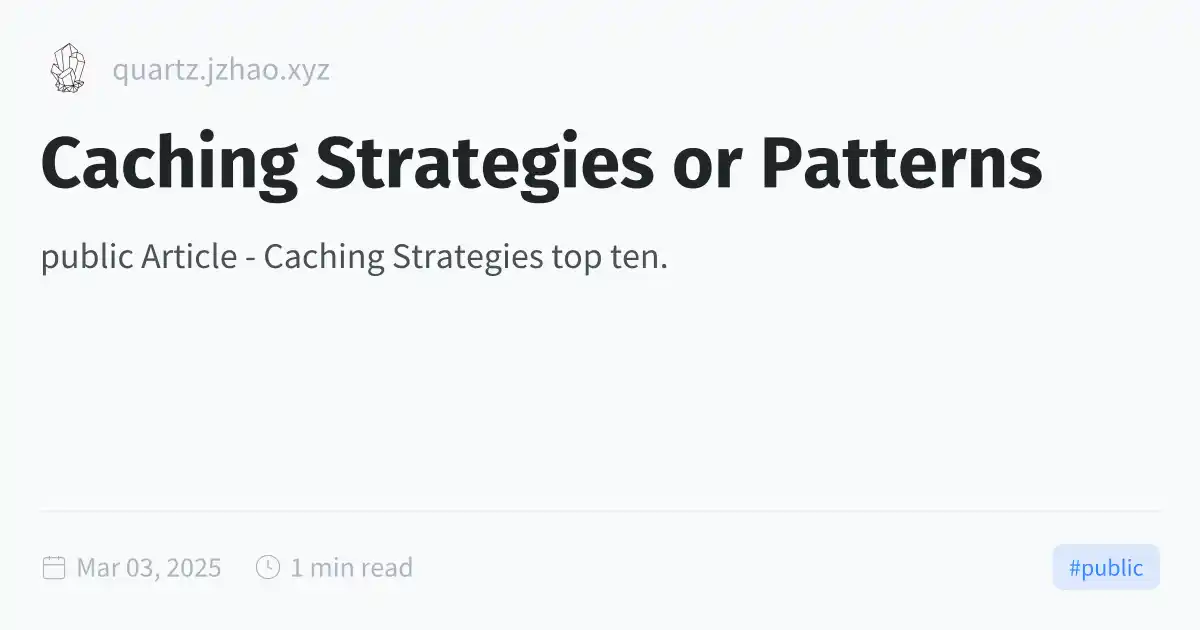 quartz.jzhao.xyz
Caching Strategies or Patterns
public Article - Caching Strategies top ten.
Mar 03, 2025 1 min read #public